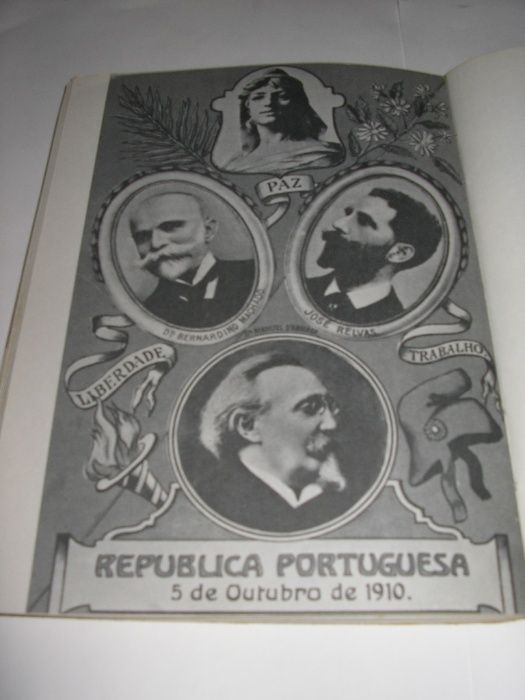 PAZ
Dr BERNARDINO MACHADO
JOSÉ RELVAS
LIBERDADE
TRABALHO
REPUBLICA PORTUGUESA
5 de Outubro de 1910.